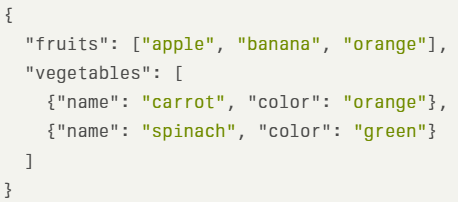 {
  "fruits": ["apple", "banana", "orange"],
  "vegetables": [
    {"name": "carrot", "color": "orange"},
    {"name": "spinach", "color": "green"}
  ]
}